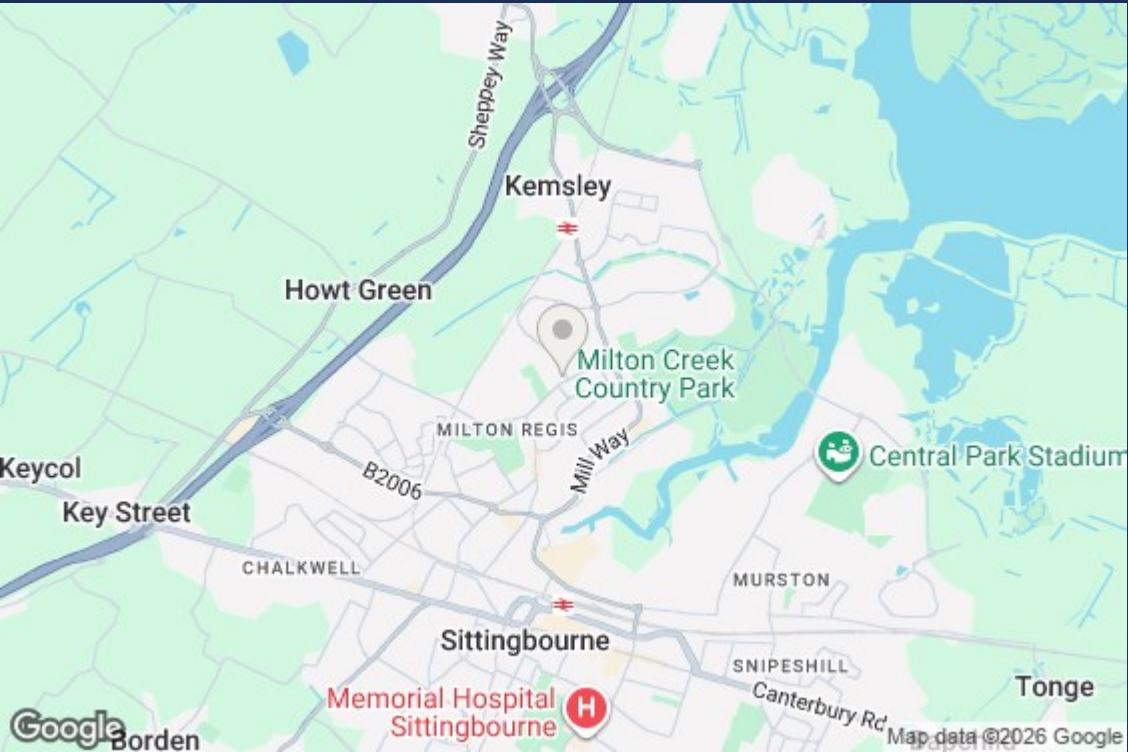 Sheppey Way
Kemsley
Howt Green
Milton Creek
Country Park
MILTON REGIS
Mill Way
Central Park Stadium
Keycol
B2006
Key Street
CHALKWELL
MURSTON
Sittingbourne
SNIPESHILL
Tonge
Memorial Hospital
Sittingbourne
H
Canterbury Rd
Google
Borden
Map data ©2026 Google